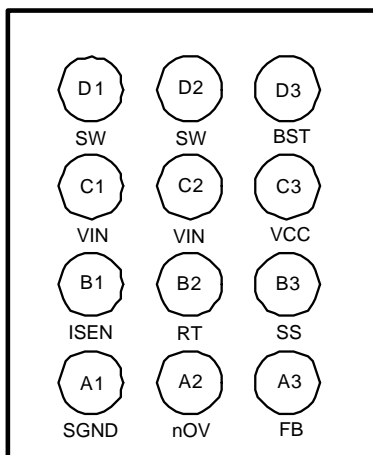 D1 D2 D3
SW SW BST
C1 C2 C3
VIN VIN VCC
B1 B2 B3
ISEN RT SS
A1 A2 A3
SGND nOV FB